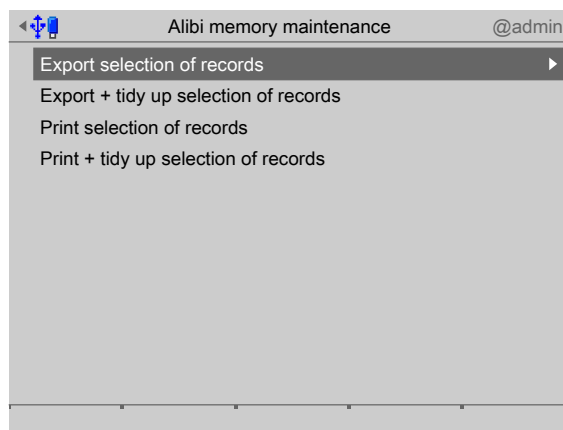 Alibi memory maintenance @admin
Export selection of records
Export + tidy up selection of records
Print selection of records
Print + tidy up selection of records